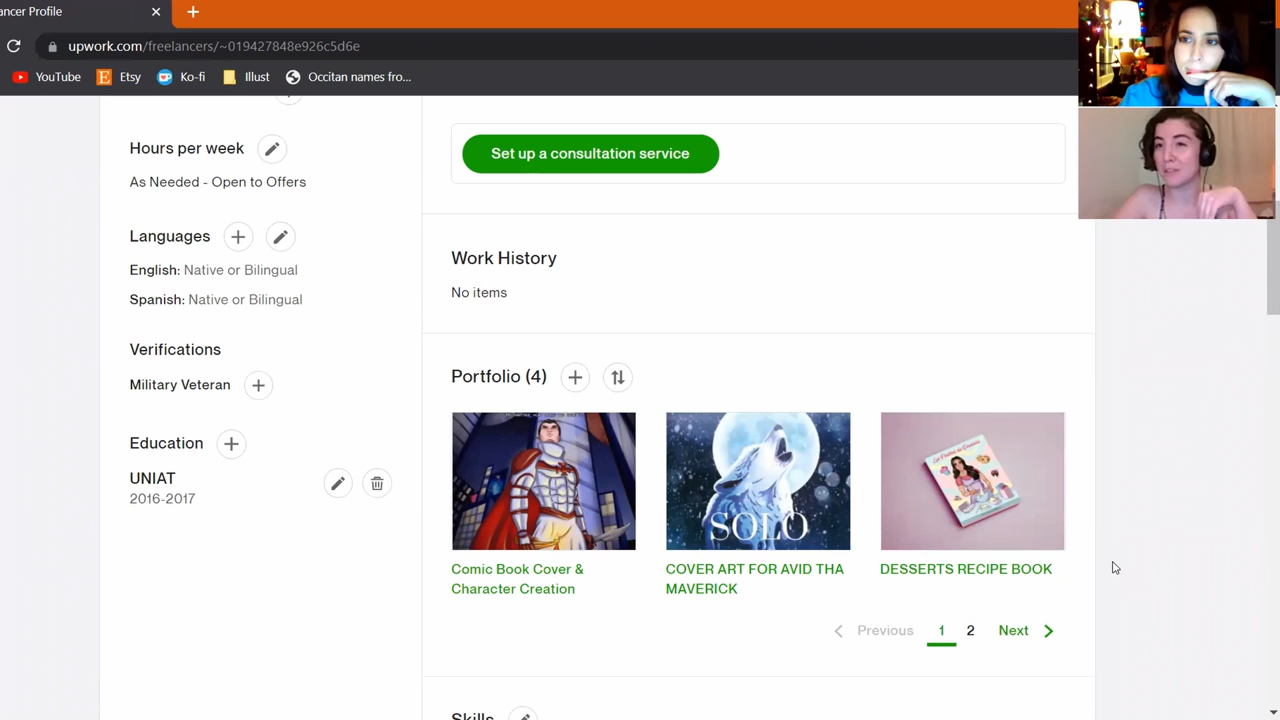 ancer Profile
upwork.com/freelancers/~019427848e926c5d6e
YouTube Etsy Ko-fi Illust Occitan names fro...
Hours per week
As Needed - Open to Offers
Languages
English: Native or Bilingual
Spanish: Native or Bilingual
Verifications
Military Veteran
Education
UNIAT
2016-2017
Set up a consultation service
Work History
No items
Portfolio (4)
SOLO
Comic Book Cover &
Character Creation
COVER ART FOR AVID THA
MAVERICK
DESSERTS RECIPE BOOK
Previous 1 2 Next
Skills